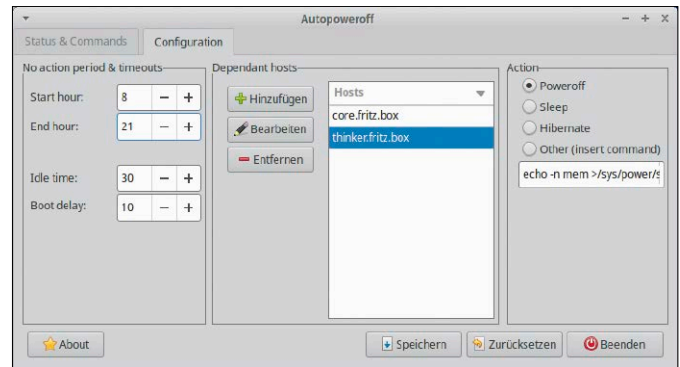 Autopoweroff
Status & Commands
Configuration
No action period & timeouts
Start hour: 8
End hour: 21
Idle time: 30
Boot delay: 10
Dependant hosts
Hinzufügen
Bearbeiten
Entfernen
Hosts
core.fritz.box
thinker.fritz.box
Action
Poweroff
Sleep
Hibernate
Other (insert command)
echo -n mem >/sys/power/s
About
Speichern
Zurücksetzen
Beenden